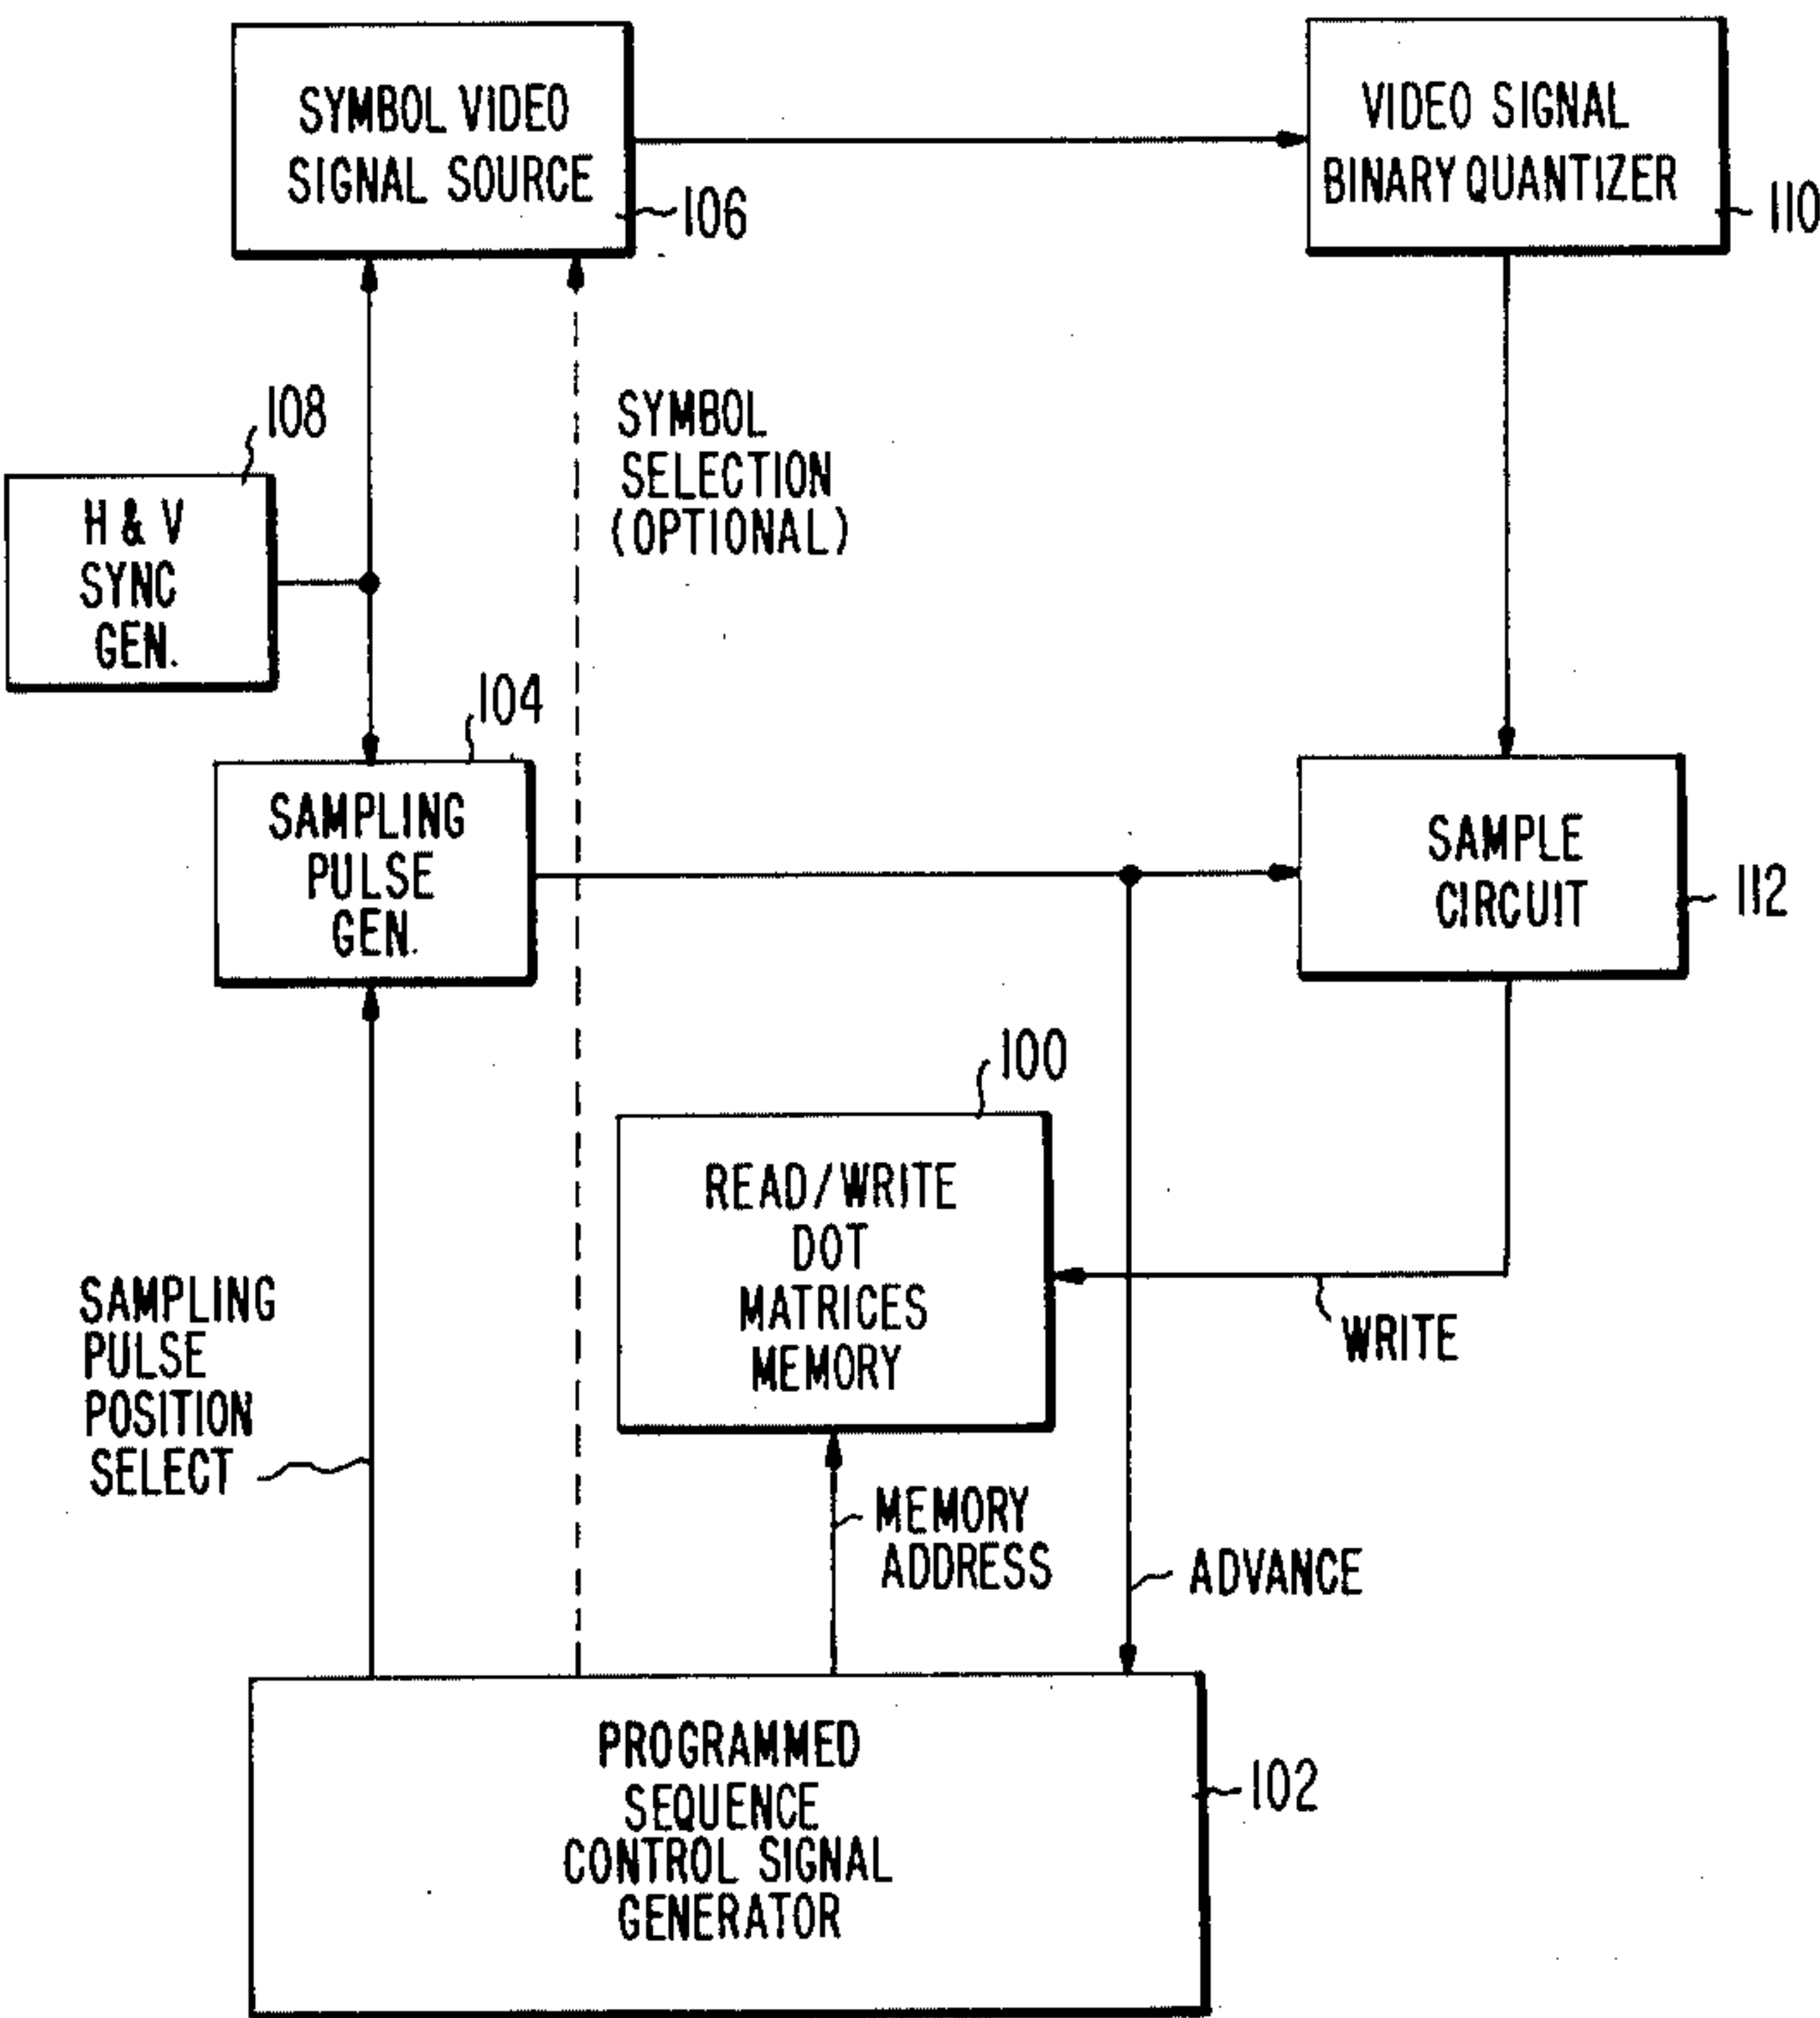 SYMBOL VIDEO
SIGNAL SOURCE
106
VIDEO SIGNAL
BINARY QUANTIZER
110
108
H & V
SYNC
GEN.
SYMBOL
SELECTION
(OPTIONAL)
104
SAMPLING
PULSE
GEN.
SAMPLE
CIRCUIT
112
100
READ/WRITE
DOT
MATRICES
MEMORY
WRITE
SAMPLING
PULSE
POSITION
SELECT
MEMORY
ADDRESS
ADVANCE
PROGRAMMED
SEQUENCE
CONTROL SIGNAL
GENERATOR
102